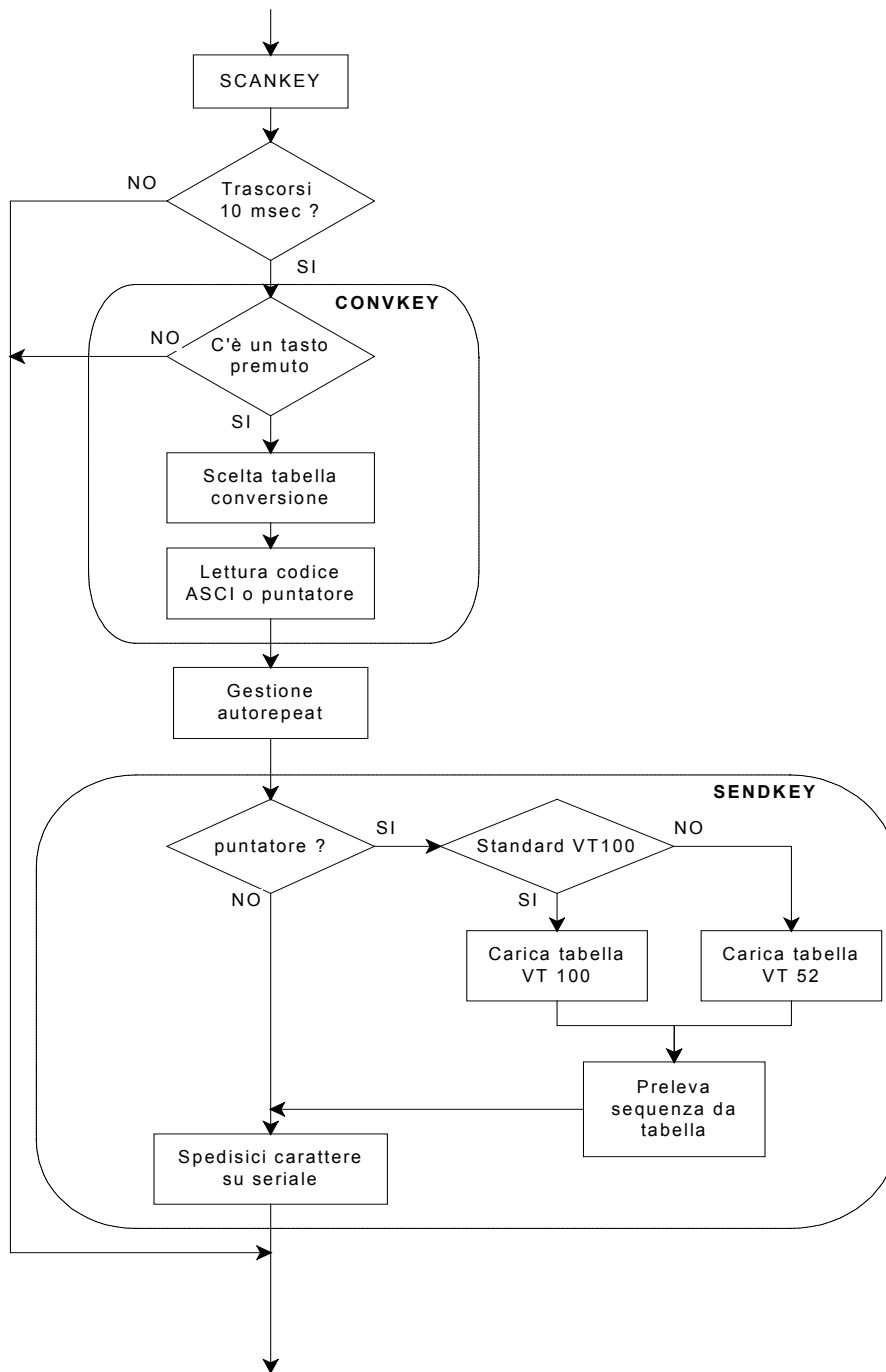 SCANKEY
NO
Trascorsi
10 msec ?
SI
CONVKEY
NO
C'è un tasto
premuto
SI
Scelta tabella
conversione
Lettura codice
ASCI o puntatore
Gestione
autorepeat
SENDKEY
puntatore ?
SI
Standard VT100
NO
NO
SI
Carica tabella
VT 100
Carica tabella
VT 52
Preleva
sequenza da
tabella
Spedisici carattere
su seriale